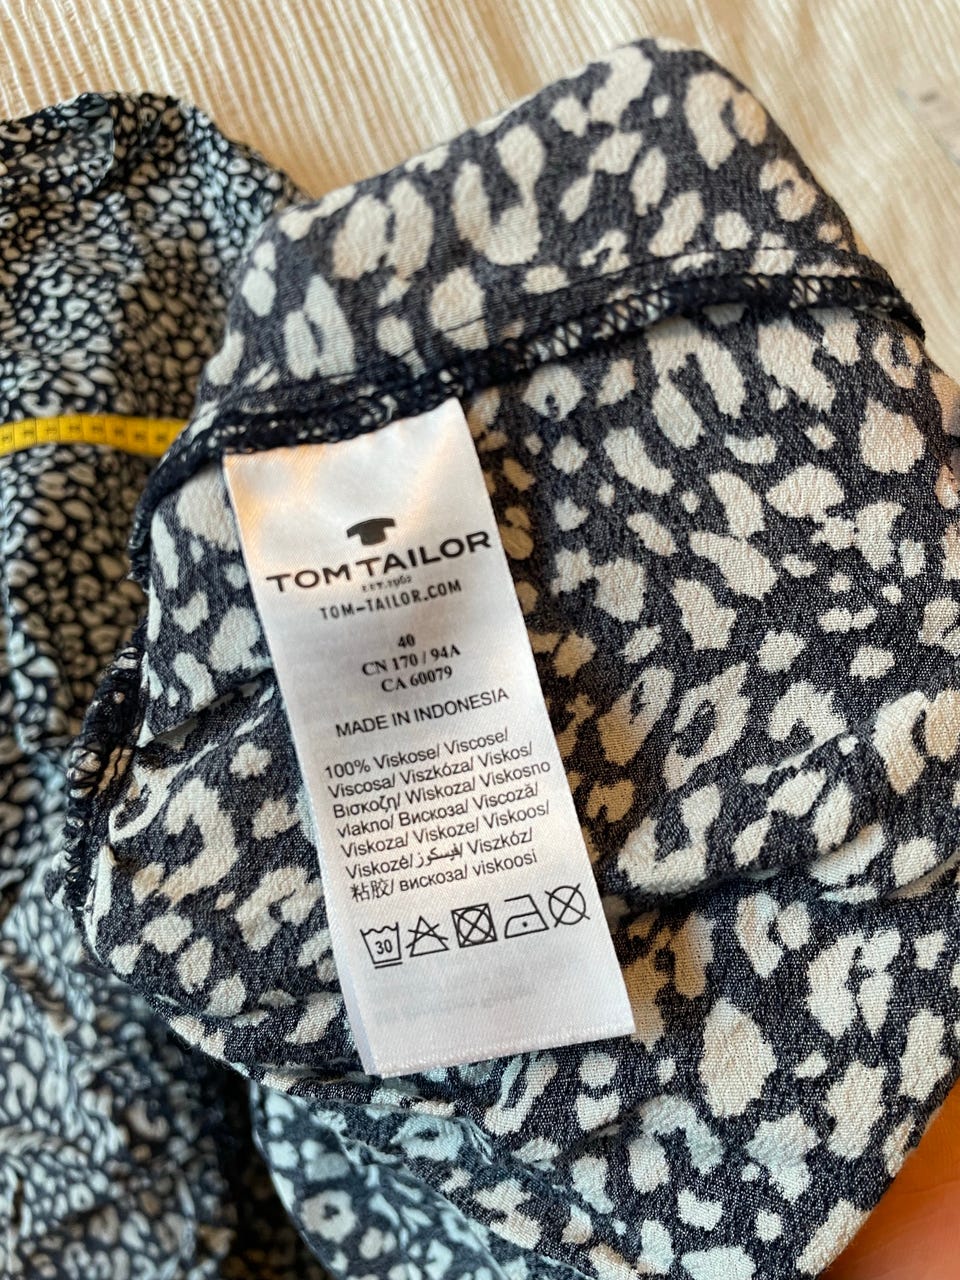 TOM TAILOR
EST. 1962
TOM-TAILOR.COM
40
CN 170 / 94A
CA 60079
MADE IN INDONESIA
100% Viskose/ Viscose/
Viscosa/ Viszkóza/ Viskos/
Βισκοζη/ Wiskoza/ Viskosno
vlakno/ Вискоза/ Viscoză/
Viskoza/ Viskoze/ Viskoos/
Viskozė/ فيسكوز/ Viszkóz/
粘胶/ вискоза/ viskoosi
30